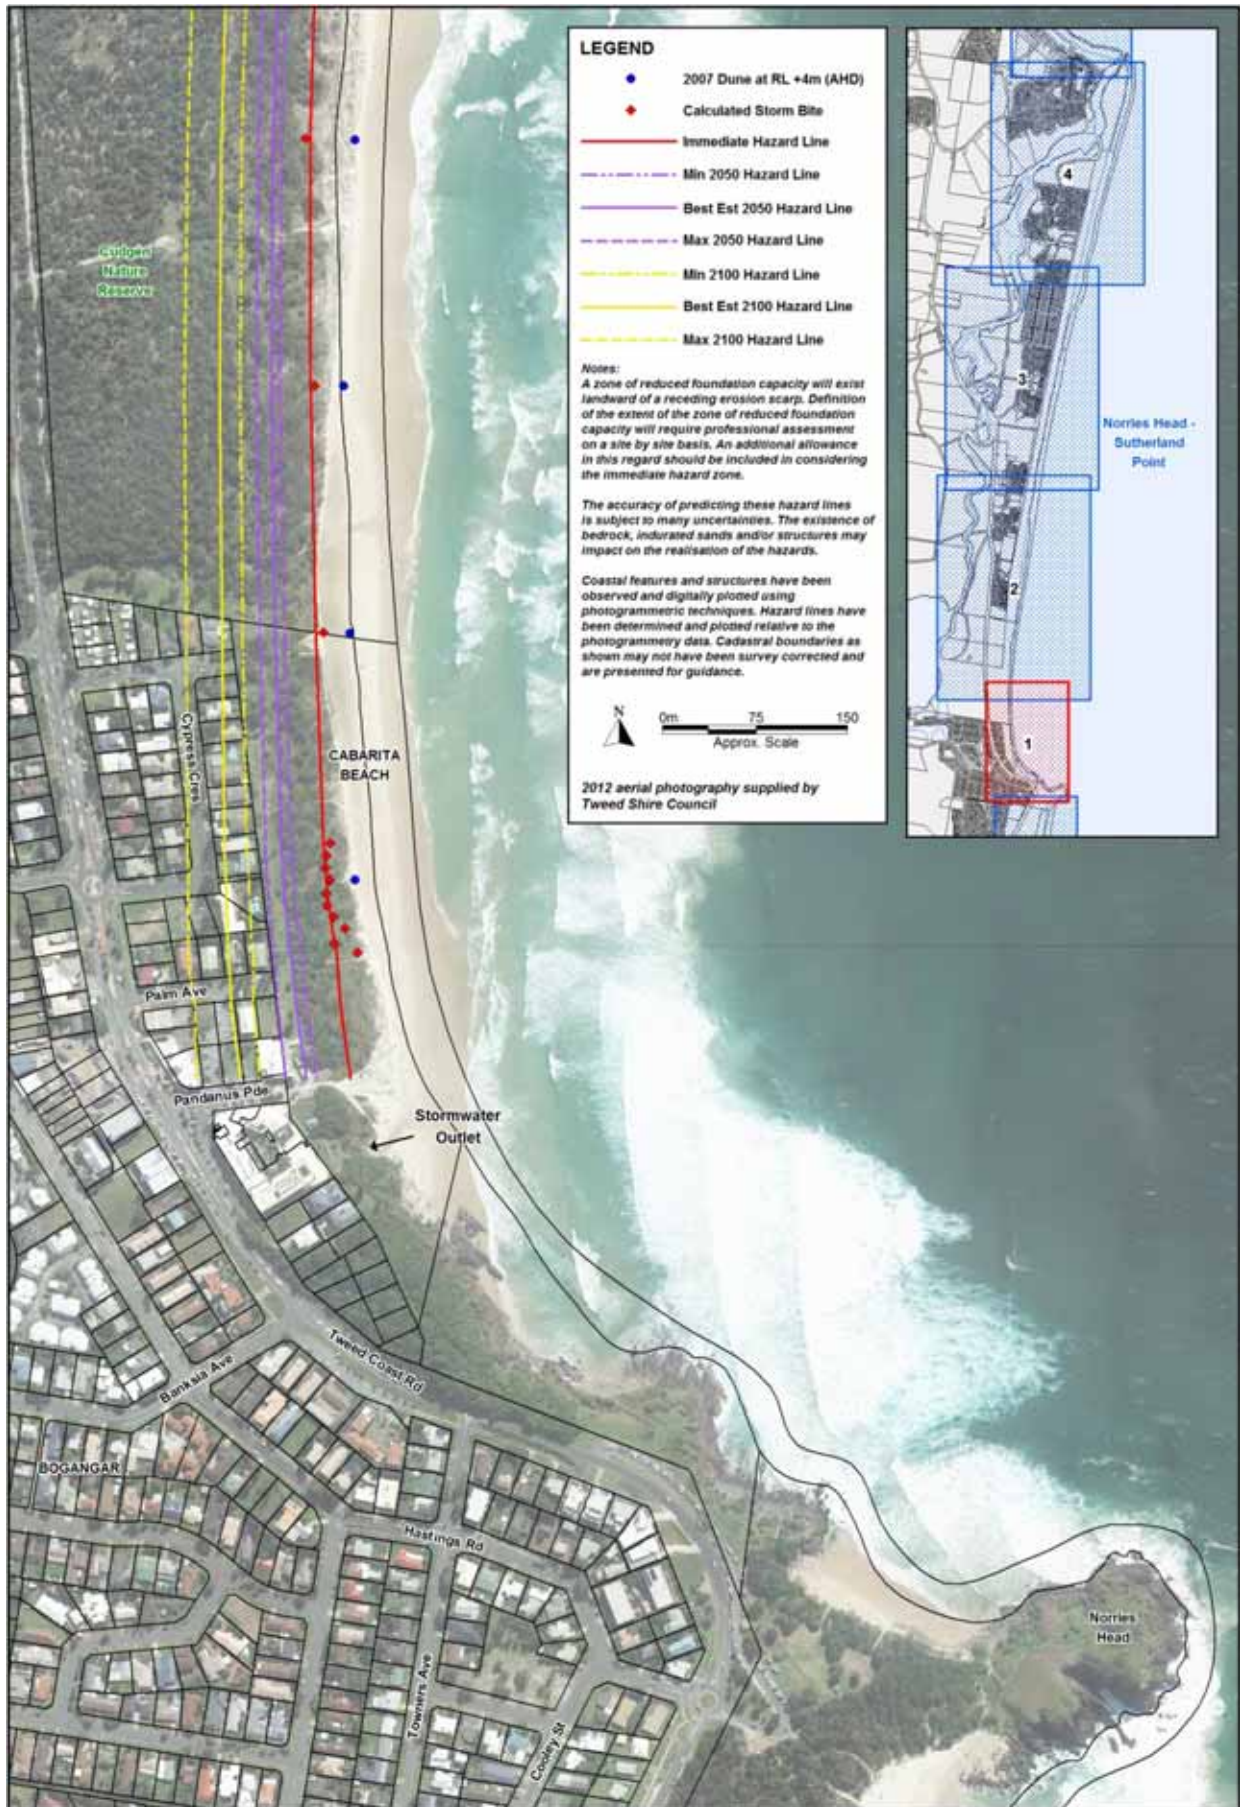 LEGEND
2007 Dune at RL +4m (AHD)
Calculated Storm Bite
Immediate Hazard Line
Min 2050 Hazard Line
Best Est 2050 Hazard Line
Max 2050 Hazard Line
Min 2100 Hazard Line
Best Est 2100 Hazard Line
Max 2100 Hazard Line
Notes:
A zone of reduced foundation capacity will exist
landward of a receding erosion scarp. Definition
of the extent of the zone of reduced foundation
capacity will require professional assessment
on a site by site basis. An additional allowance
in this regard should be included in considering
the immediate hazard zone.
The accuracy of predicting these hazard lines
is subject to many uncertainties. The existence of
bedrock, indurated sands and/or structures may
impact on the realisation of the hazards.
Coastal features and structures have been
observed and digitally plotted using
photogrammetric techniques. Hazard lines have
been determined and plotted relative to the
photogrammetry data. Cadastral boundaries as
shown may not have been survey corrected and
are presented for guidance.
N
0m 75 150
Approx. Scale
2012 aerial photography supplied by
Tweed Shire Council
4
3
Norries Head -
Sutherland
Point
2
1
Cudgen
Nature
Reserve
Cypress Cres
CABARITA
BEACH
Palm Ave
Pandanus Pde
Stormwater
Outlet
Tweed Coast Rd
Banksia Ave
BOGANGAR
Hastings Rd
Towners Ave
Cooley St
Norries
Head